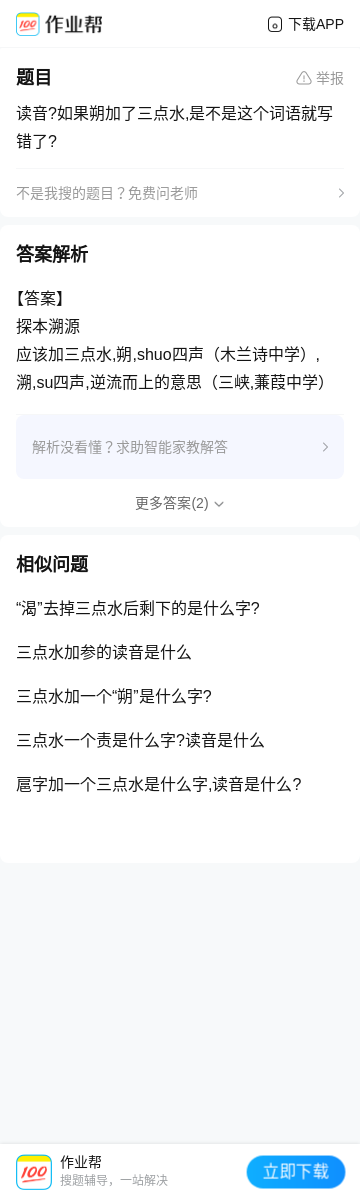 作业帮
下载APP
题目
举报
读音?如果朔加了三点水,是不是这个词语就写
错了?
不是我搜的题目？免费问老师
答案解析
【答案】
探本溯源
应该加三点水,朔,shuo四声（木兰诗中学）,
溯,su四声,逆流而上的意思（三峡,蒹葭中学）
解析没看懂？求助智能家教解答
更多答案(2)
相似问题
“渴”去掉三点水后剩下的是什么字?
三点水加参的读音是什么
三点水加一个“朔”是什么字?
三点水一个责是什么字?读音是什么
扈字加一个三点水是什么字,读音是什么?
100
作业帮
搜题辅导，一站解决
立即下载